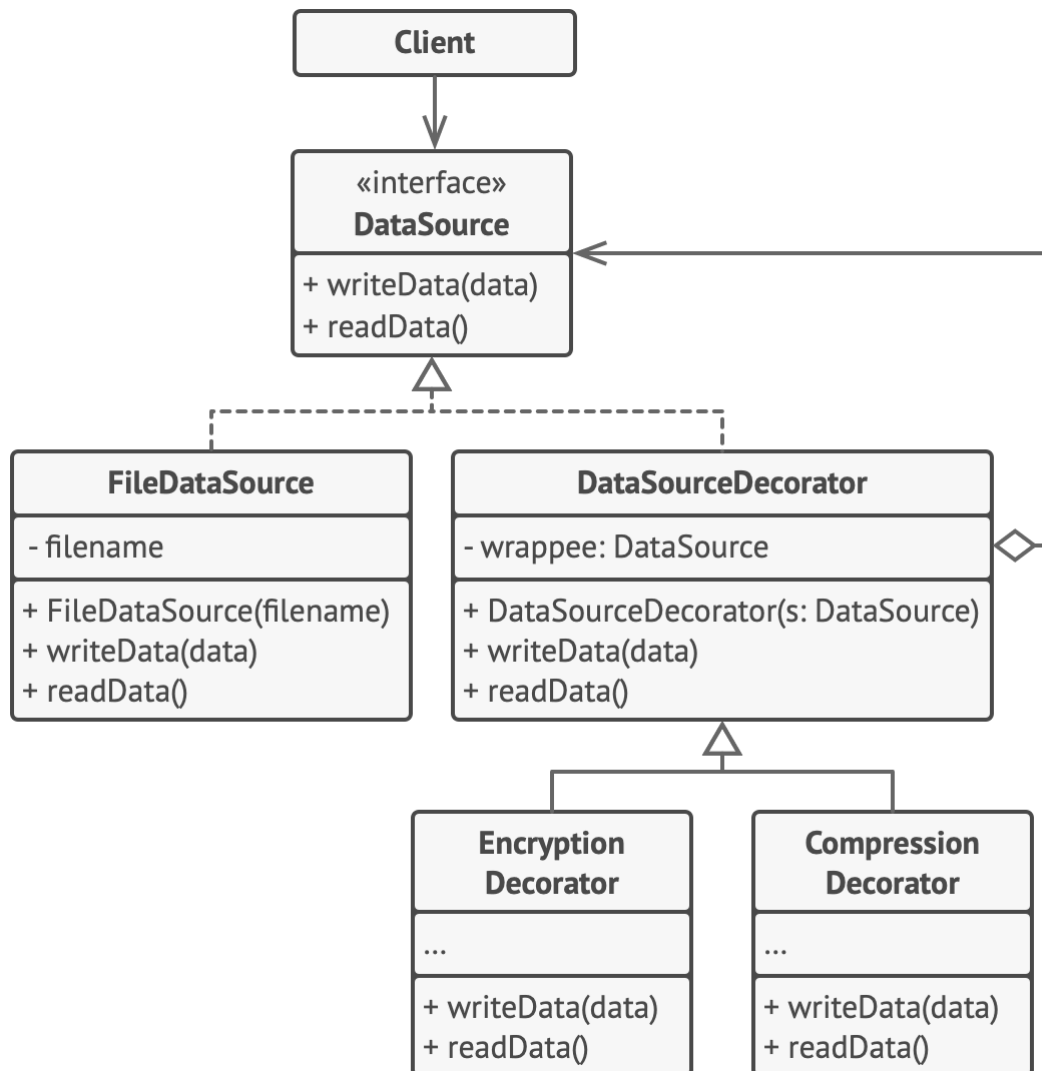 Client
«interface»
DataSource
+ writeData(data)
+ readData()
FileDataSource
- filename
+ FileDataSource(filename)
+ writeData(data)
+ readData()
DataSourceDecorator
- wrappee: DataSource
+ DataSourceDecorator(s: DataSource)
+ writeData(data)
+ readData()
Encryption
Decorator
...
+ writeData(data)
+ readData()
Compression
Decorator
...
+ writeData(data)
+ readData()